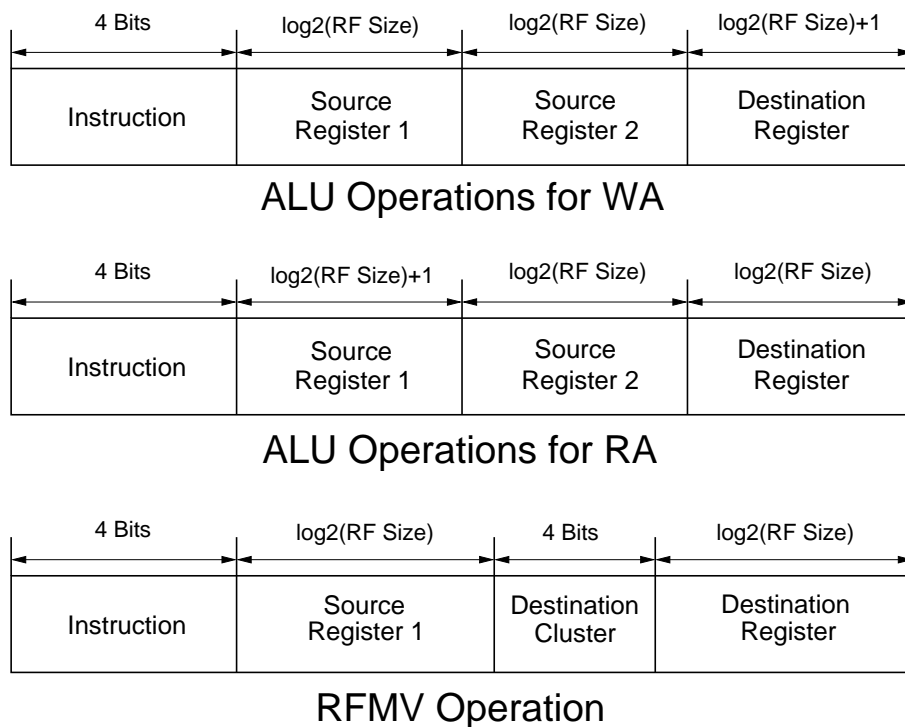 4 Bits log2(RF Size) log2(RF Size) log2(RF Size)+1
Instruction Source Register 1 Source Register 2 Destination Register
ALU Operations for WA
4 Bits log2(RF Size)+1 log2(RF Size) log2(RF Size)
Instruction Source Register 1 Source Register 2 Destination Register
ALU Operations for RA
4 Bits log2(RF Size) 4 Bits log2(RF Size)
Instruction Source Register 1 Destination Cluster Destination Register
RFMV Operation